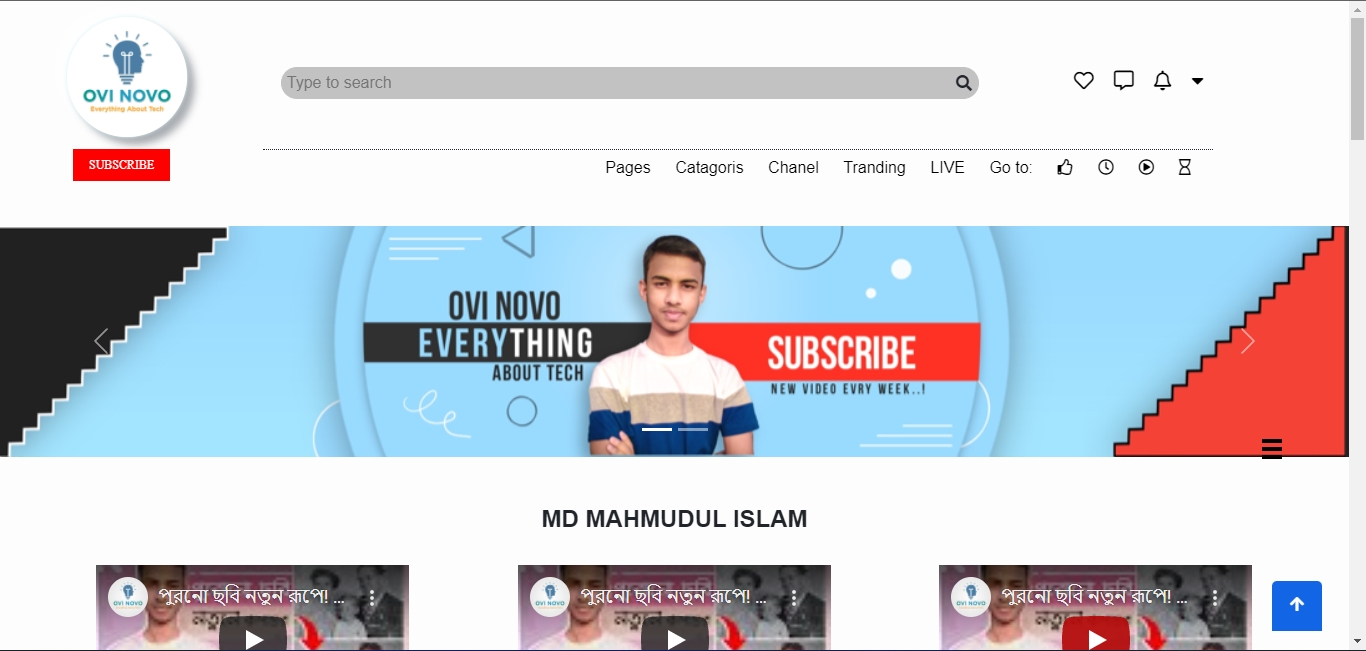 OVI NOVO
Everything About Tech
SUBSCRIBE
Type to search
Pages Catagoris Chanel Tranding LIVE Go to:
OVI NOVO
EVERYTHING
ABOUT TECH
SUBSCRIBE
NEW VIDEO EVRY WEEK..!
MD MAHMUDUL ISLAM
OVI NOVO পুরনো ছবি নতুন রূপে! ...
OVI NOVO পুরনো ছবি নতুন রূপে! ...
OVI NOVO পুরনো ছবি নতুন রূপে! ...